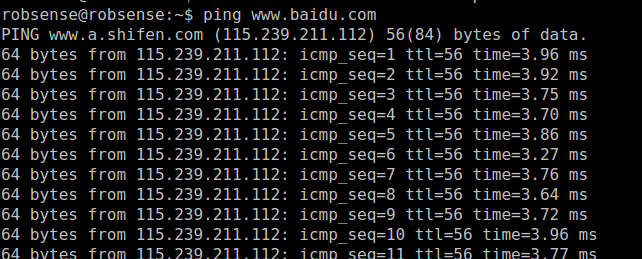 robsense@robsense:~$ ping www.baidu.com
PING www.a.shifen.com (115.239.211.112) 56(84) bytes of data.
64 bytes from 115.239.211.112: icmp_seq=1 ttl=56 time=3.96 ms
64 bytes from 115.239.211.112: icmp_seq=2 ttl=56 time=3.92 ms
64 bytes from 115.239.211.112: icmp_seq=3 ttl=56 time=3.75 ms
64 bytes from 115.239.211.112: icmp_seq=4 ttl=56 time=3.70 ms
64 bytes from 115.239.211.112: icmp_seq=5 ttl=56 time=3.86 ms
64 bytes from 115.239.211.112: icmp_seq=6 ttl=56 time=3.27 ms
64 bytes from 115.239.211.112: icmp_seq=7 ttl=56 time=3.76 ms
64 bytes from 115.239.211.112: icmp_seq=8 ttl=56 time=3.64 ms
64 bytes from 115.239.211.112: icmp_seq=9 ttl=56 time=3.72 ms
64 bytes from 115.239.211.112: icmp_seq=10 ttl=56 time=3.96 ms
64 bytes from 115.239.211.112: icmp_seq=11 ttl=56 time=3.77 ms